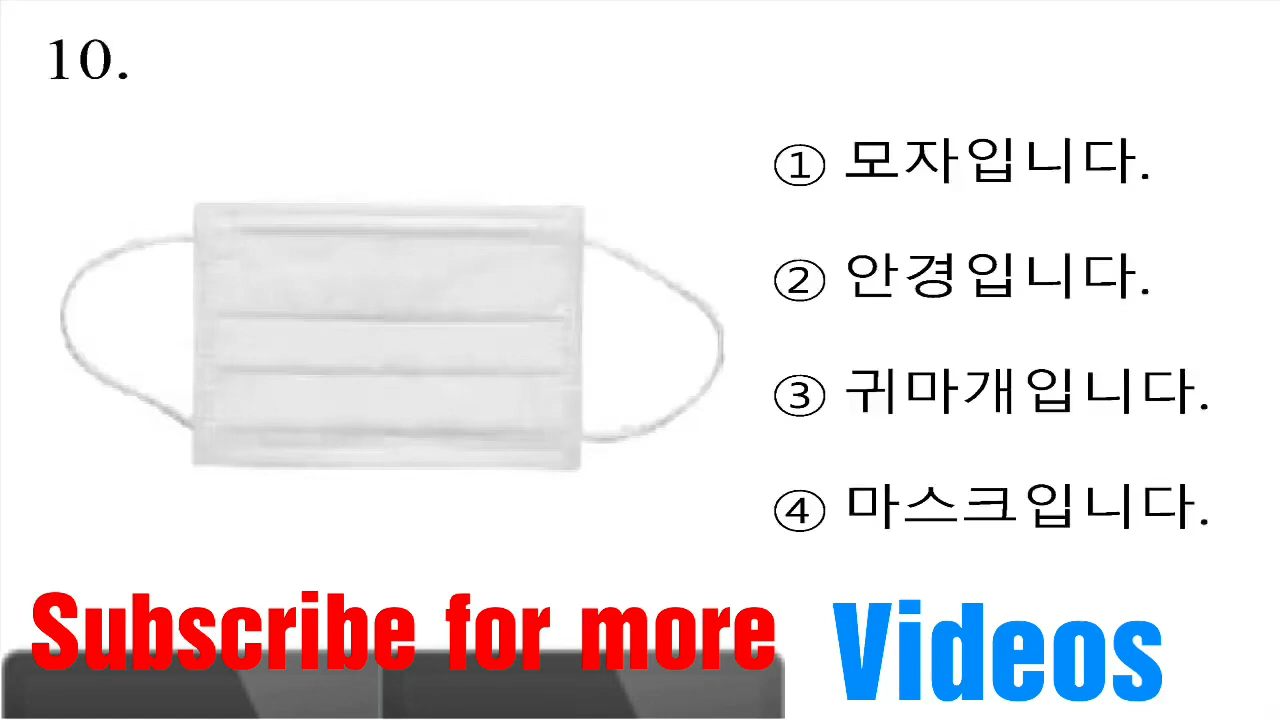 10.
① 모자입니다.
② 안경입니다.
③ 귀마개입니다.
④ 마스크입니다.
Subscribe for more Videos